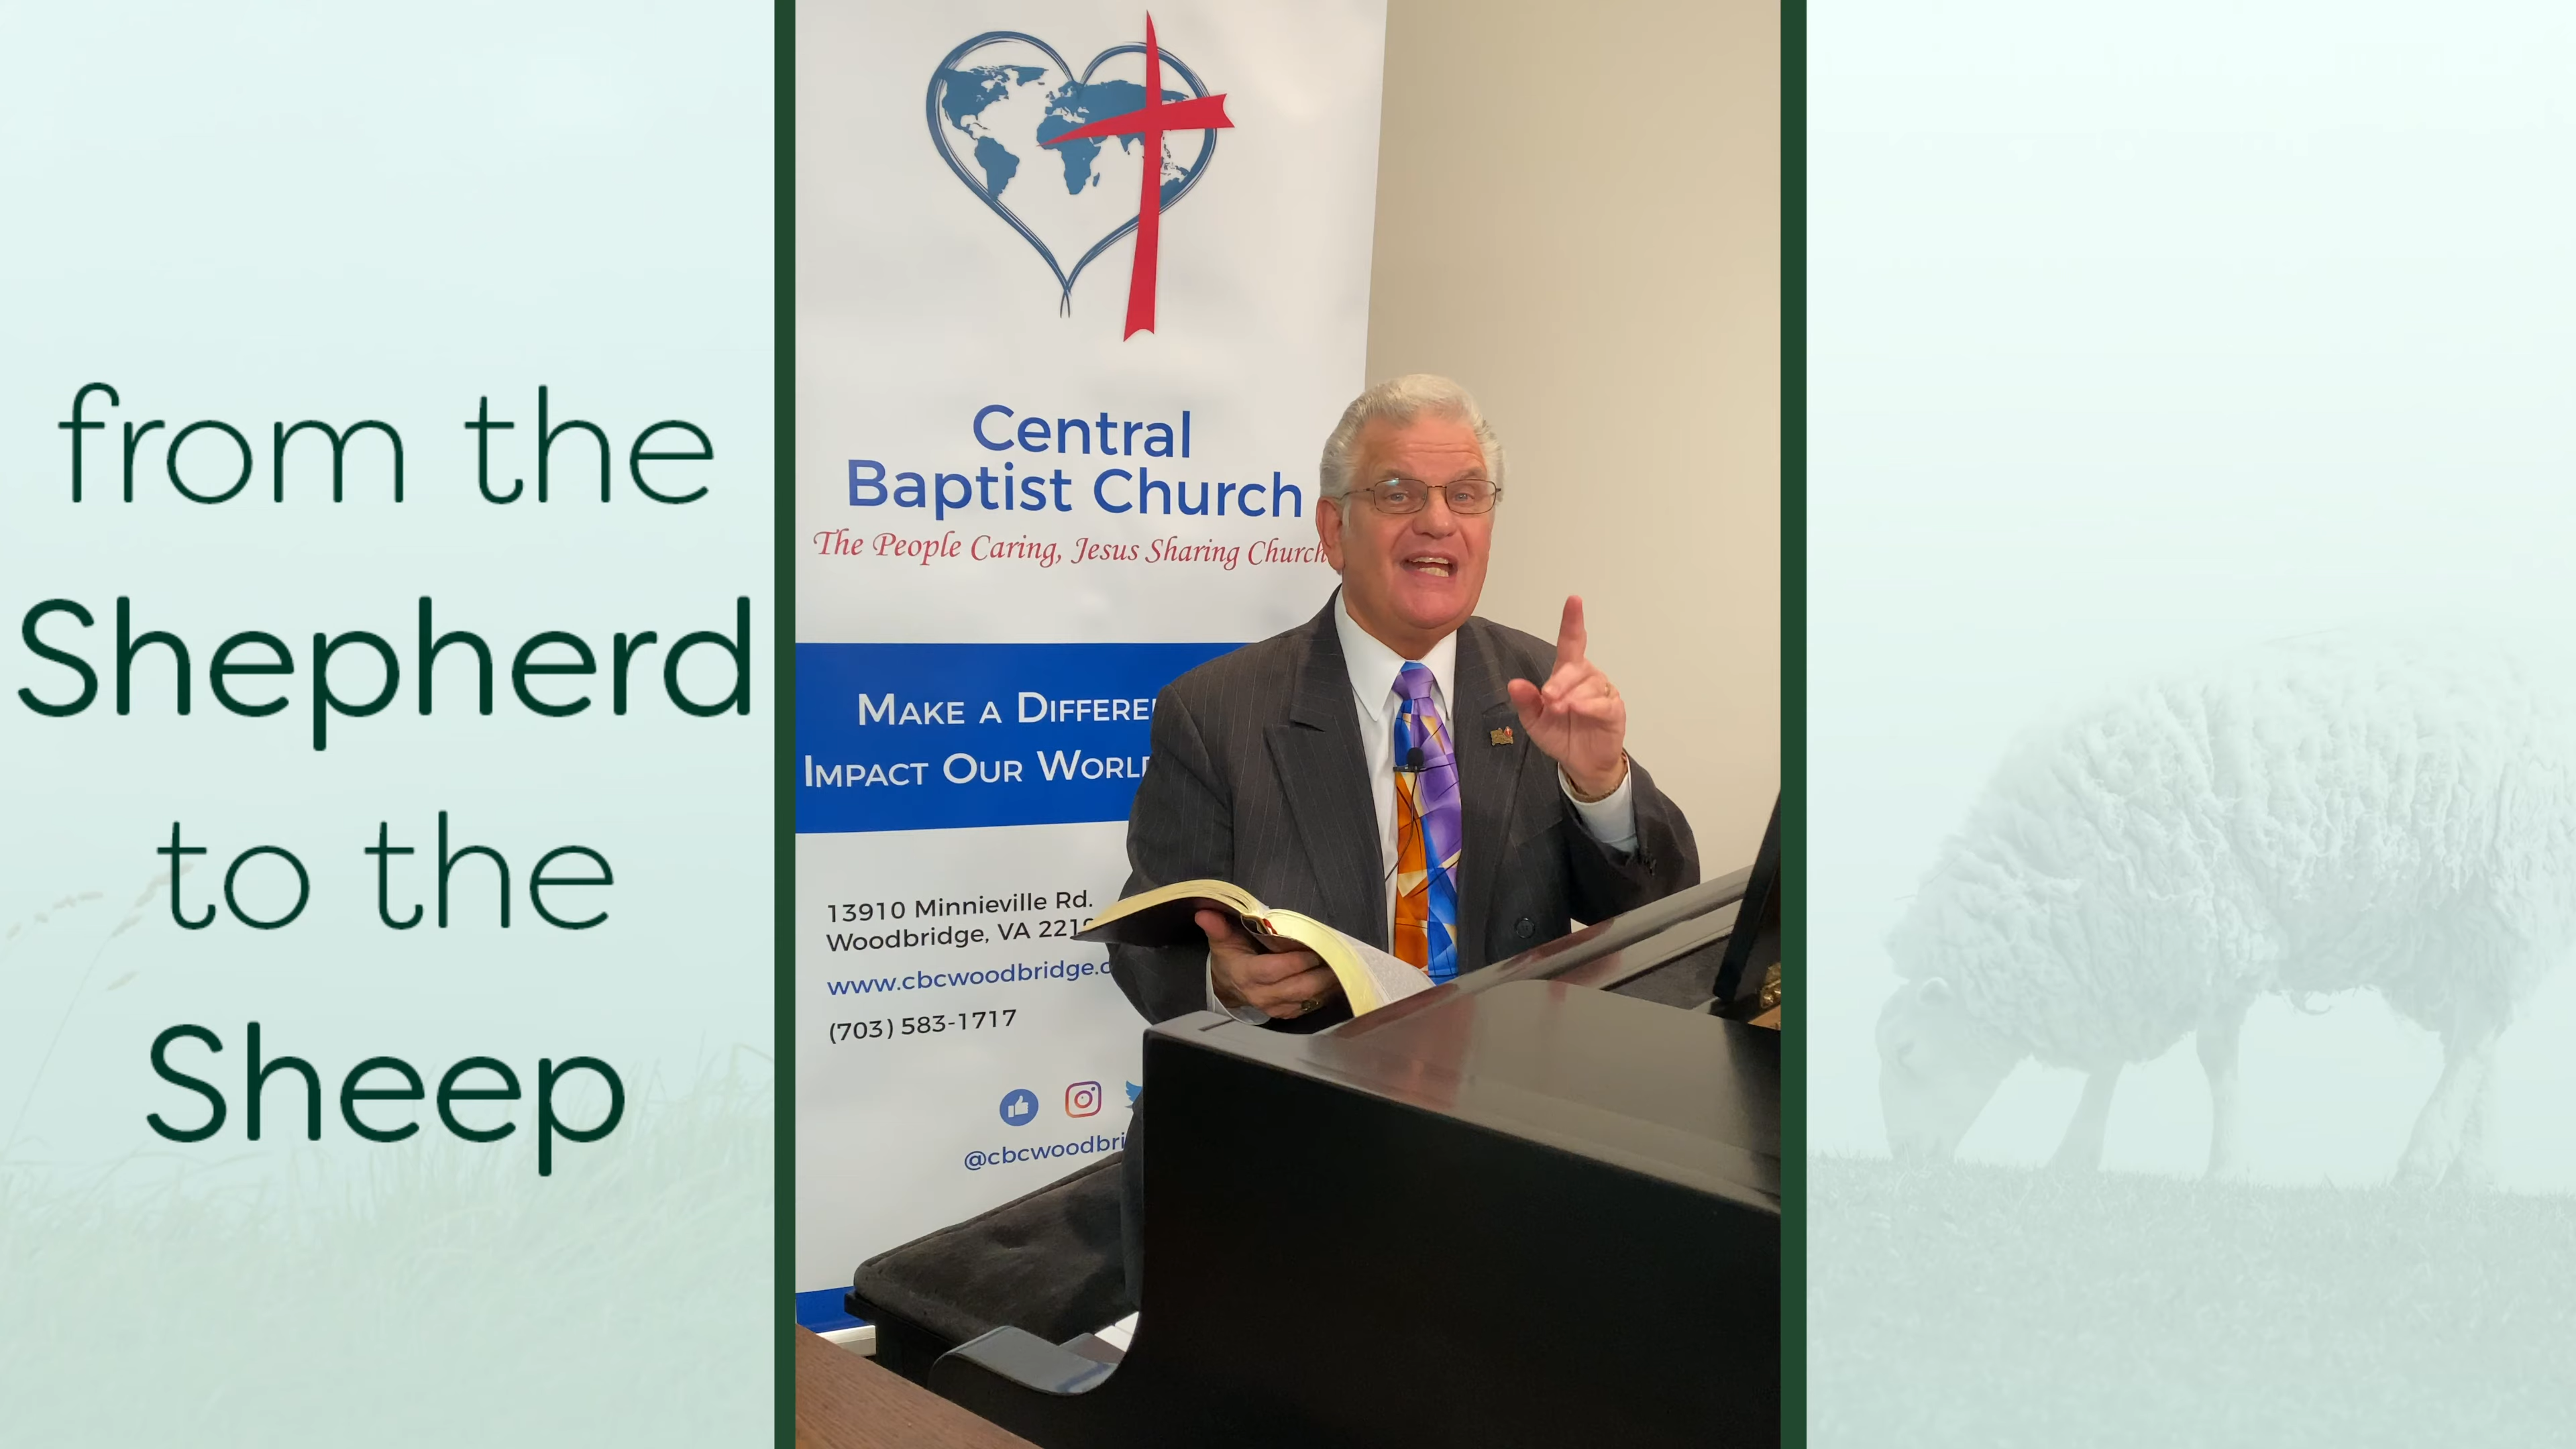 from the
Shepherd
to the
Sheep
Central
Baptist Church
The People Caring, Jesus Sharing Church
MAKE A
IMPACT OUR
13910 Minnieville Rd.
Woodbridge, VA
(703) 583-1717